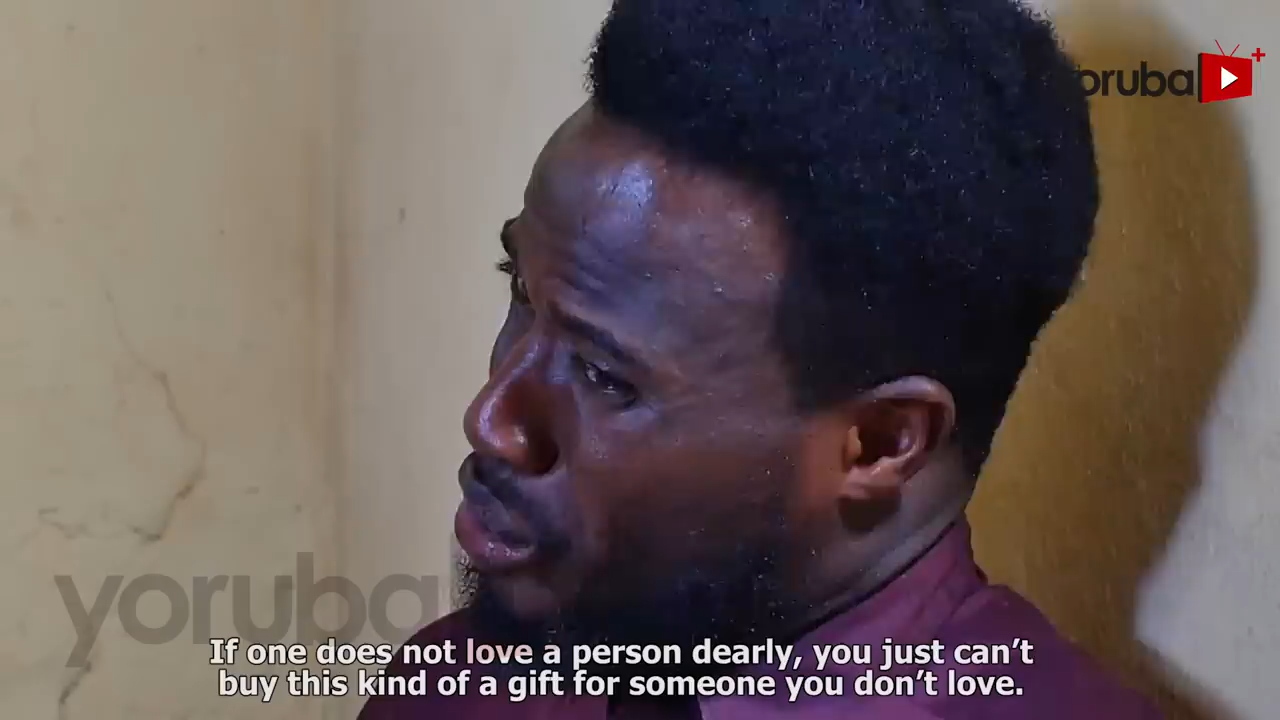 yoruba
yoruba
If one does not love a person dearly, you just can't
buy this kind of a gift for someone you don't love.